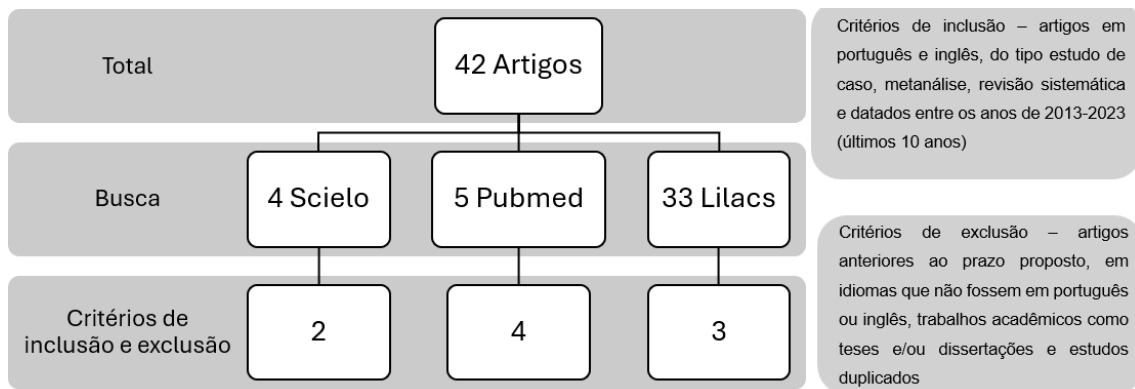 Total
42 Artigos
Critérios de inclusão – artigos em
português e inglês, do tipo estudo de
caso, metanálise, revisão sistemática
e datados entre os anos de 2013-2023
(últimos 10 anos)
Busca
4 Scielo
5 Pubmed
33 Lilacs
Critérios de exclusão – artigos
anteriores ao prazo proposto, em
idiomas que não fossem em português
ou inglês, trabalhos acadêmicos como
teses e/ou dissertações e estudos
duplicados
Critérios de
inclusão e exclusão
2
4
3